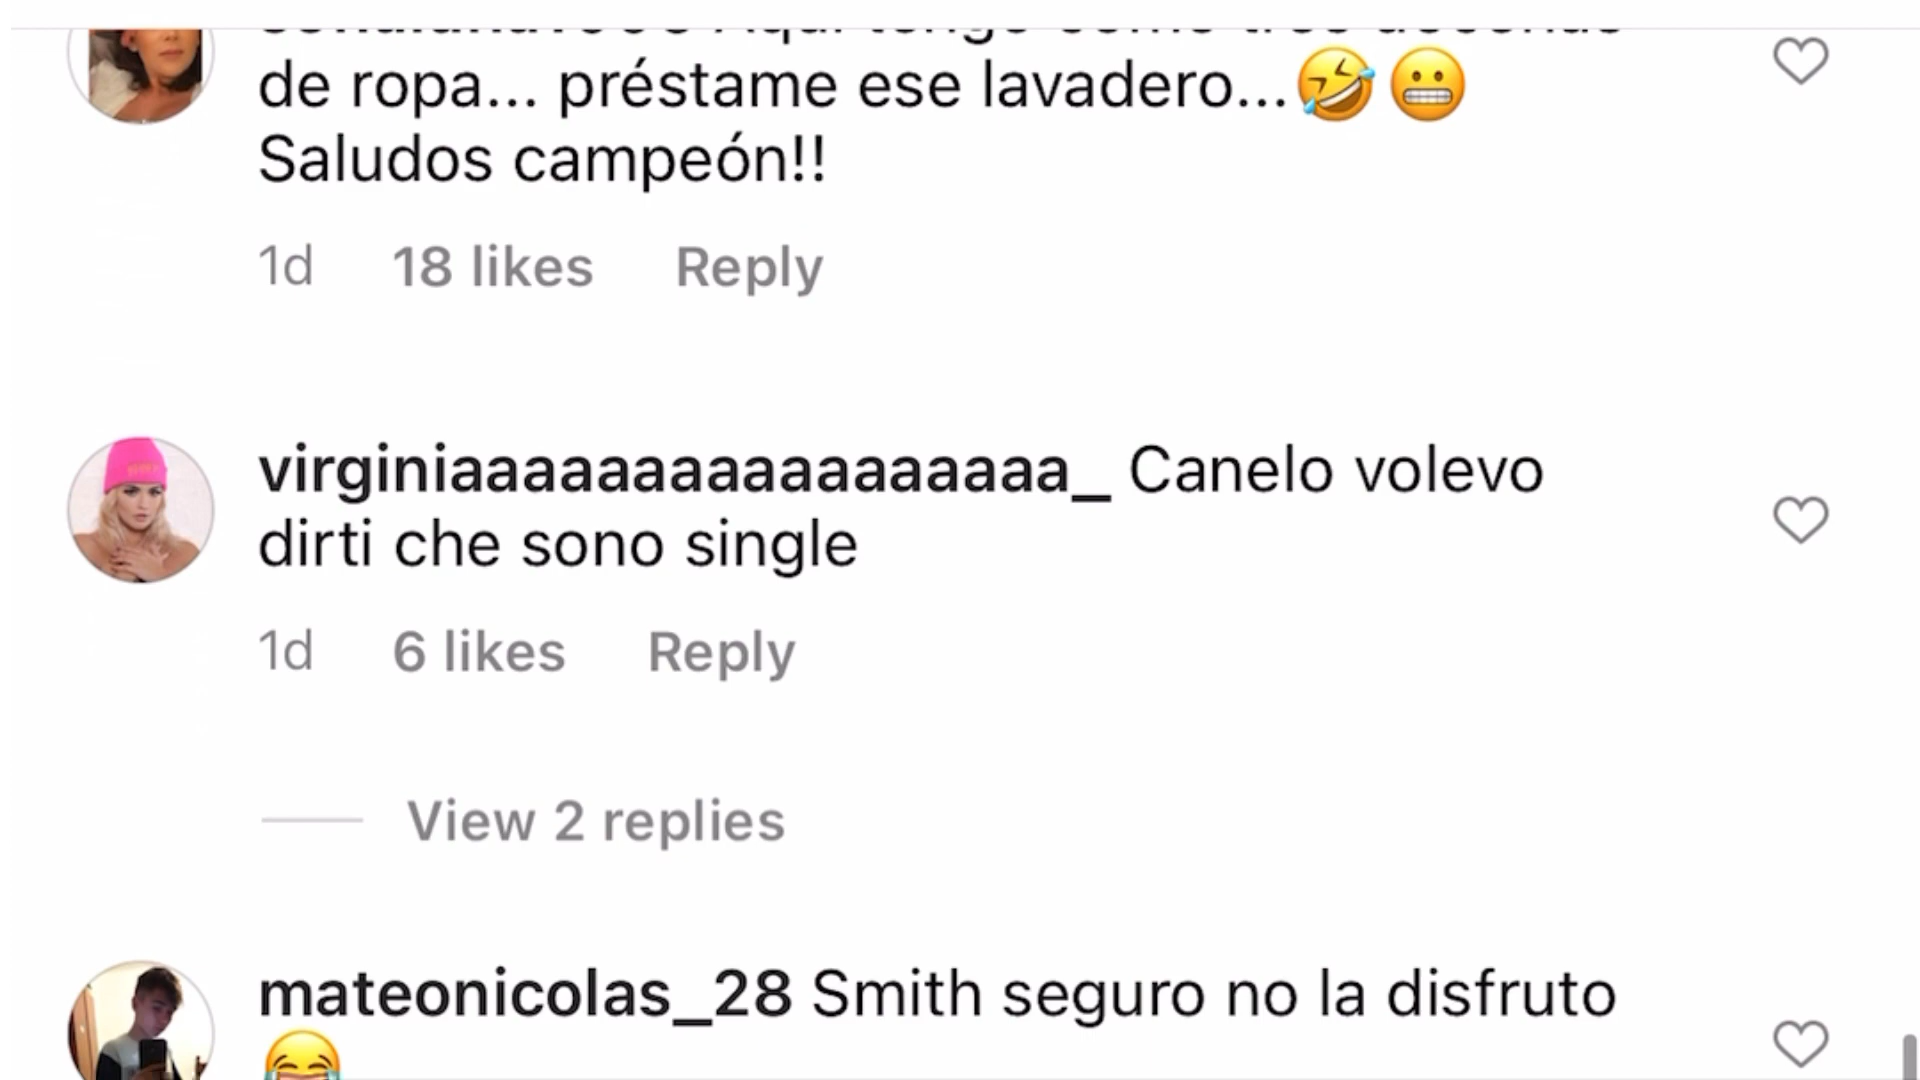 de ropa... préstame ese lavadero...🤣😬
Saludos campeón!!
1d 18 likes Reply
virginiaaaaaaaaaaaaaaaaaa_ Canelo volevo
dirti che sono single
1d 6 likes Reply
View 2 replies
mateonicolas_28 Smith seguro no la disfruto
😂